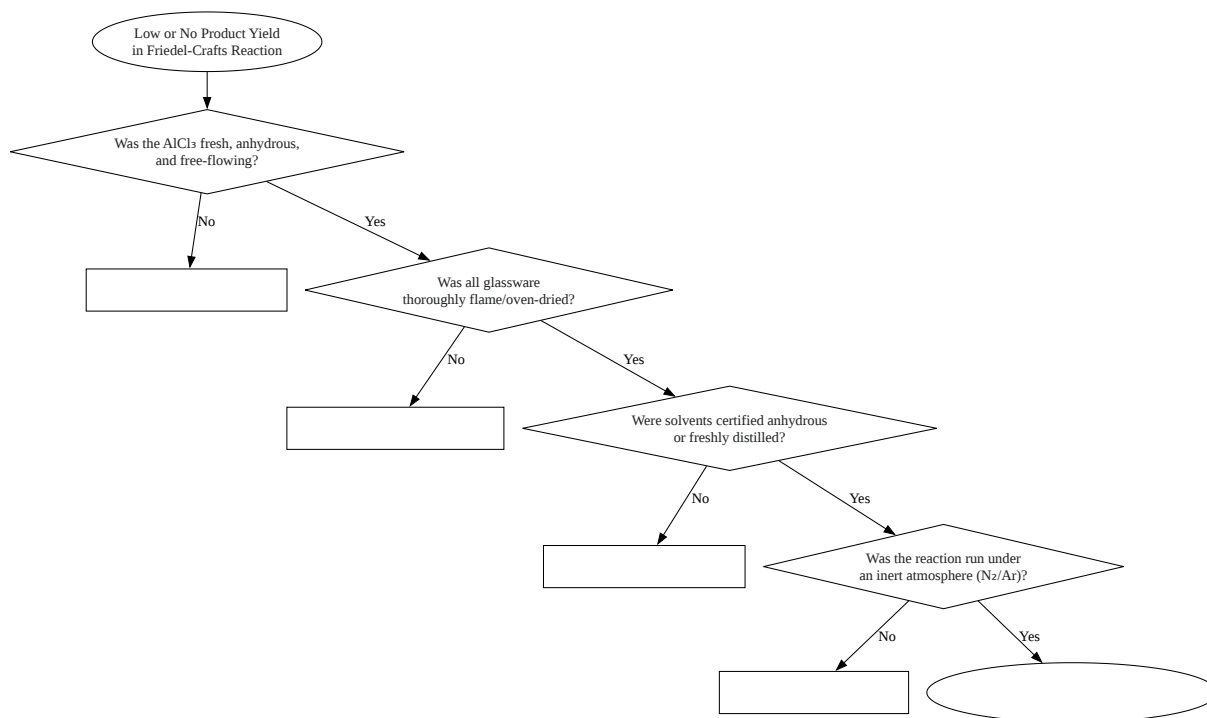 Low or No Product Yield
in Friedel-Crafts Reaction
Was the AlCl₃ fresh, anhydrous,
and free-flowing?
No
Yes
Was all glassware
thoroughly flame/oven-dried?
No
Yes
Were solvents certified anhydrous
or freshly distilled?
No
Yes
Was the reaction run under
an inert atmosphere (N₂/Ar)?
No
Yes